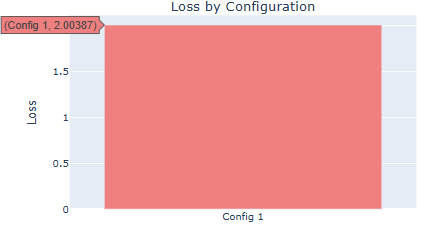 Loss by Configuration
(Config 1, 2.00387)
1.5
1
0.5
0
Loss
Config 1